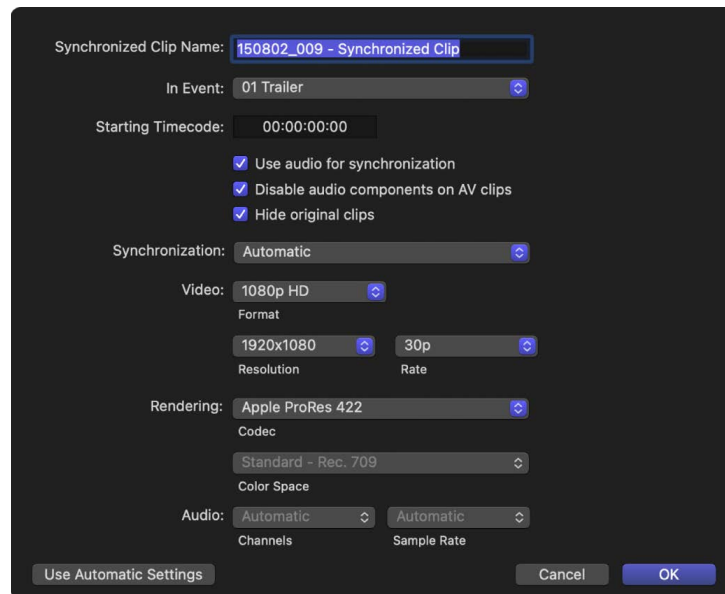 Synchronized Clip Name: 150802_009 - Synchronized Clip
In Event: 01 Trailer
Starting Timecode: 00:00:00:00
Use audio for synchronization
Disable audio components on AV clips
Hide original clips
Synchronization: Automatic
Video: 1080p HD
Format
1920x1080 30p
Resolution Rate
Rendering: Apple ProRes 422
Codec
Standard - Rec. 709
Color Space
Audio: Automatic Automatic
Channels Sample Rate
Use Automatic Settings Cancel OK